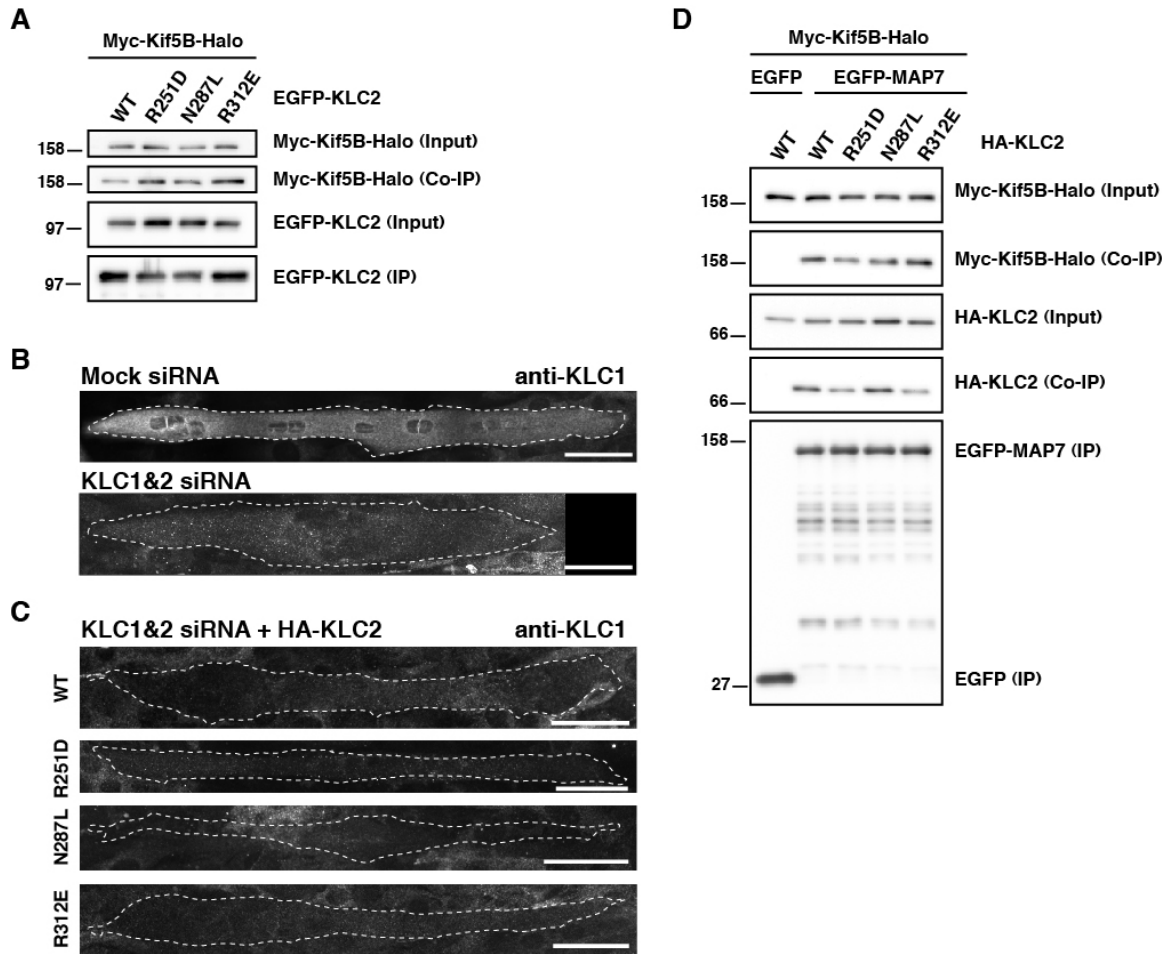 A
Myc-Kif5B-Halo
WT R251D N287L R312E EGFP-KLC2
158 Myc-Kif5B-Halo (Input)
158 Myc-Kif5B-Halo (Co-IP)
97 EGFP-KLC2 (Input)
97 EGFP-KLC2 (IP)
B
Mock siRNA anti-KLC1
KLC1&2 siRNA
C
KLC1&2 siRNA + HA-KLC2 anti-KLC1
WT
R251D
N287L
R312E
D
Myc-Kif5B-Halo
EGFP EGFP-MAP7
WT WT R251D N287L R312E HA-KLC2
158 Myc-Kif5B-Halo (Input)
158 Myc-Kif5B-Halo (Co-IP)
66 HA-KLC2 (Input)
66 HA-KLC2 (Co-IP)
158 EGFP-MAP7 (IP)
27 EGFP (IP)